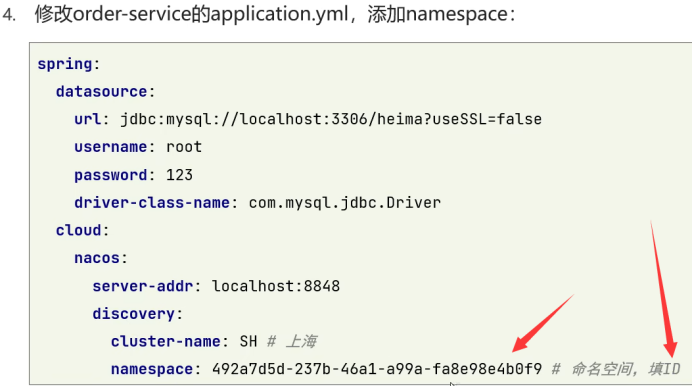 4. 修改order-service的application.yml，添加namespace：
spring:
  datasource:
    url: jdbc:mysql://localhost:3306/heima?useSSL=false
    username: root
    password: 123
    driver-class-name: com.mysql.jdbc.Driver
  cloud:
    nacos:
      server-addr: localhost:8848
      discovery:
        cluster-name: SH # 上海
        namespace: 492a7d5d-237b-46a1-a99a-fa8e98e4b0f9 # 命名空间，填ID